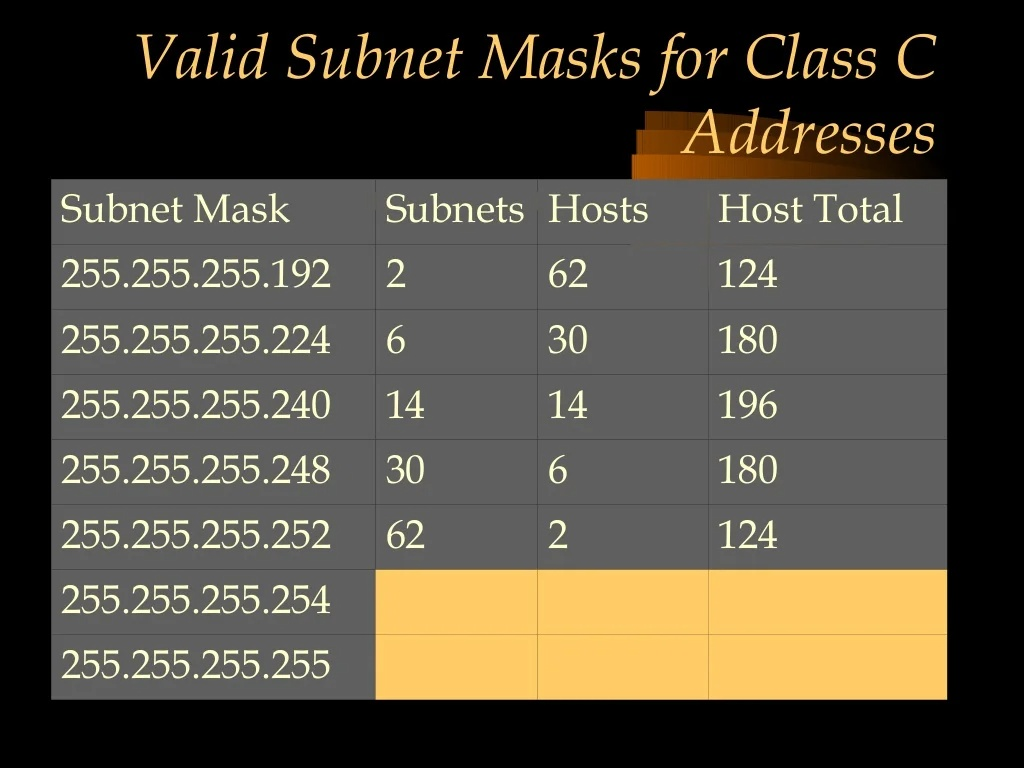 Valid Subnet Masks for Class C
Addresses
Subnet Mask Subnets Hosts Host Total
255.255.255.192 2 62 124
255.255.255.224 6 30 180
255.255.255.240 14 14 196
255.255.255.248 30 6 180
255.255.255.252 62 2 124
255.255.255.254
255.255.255.255